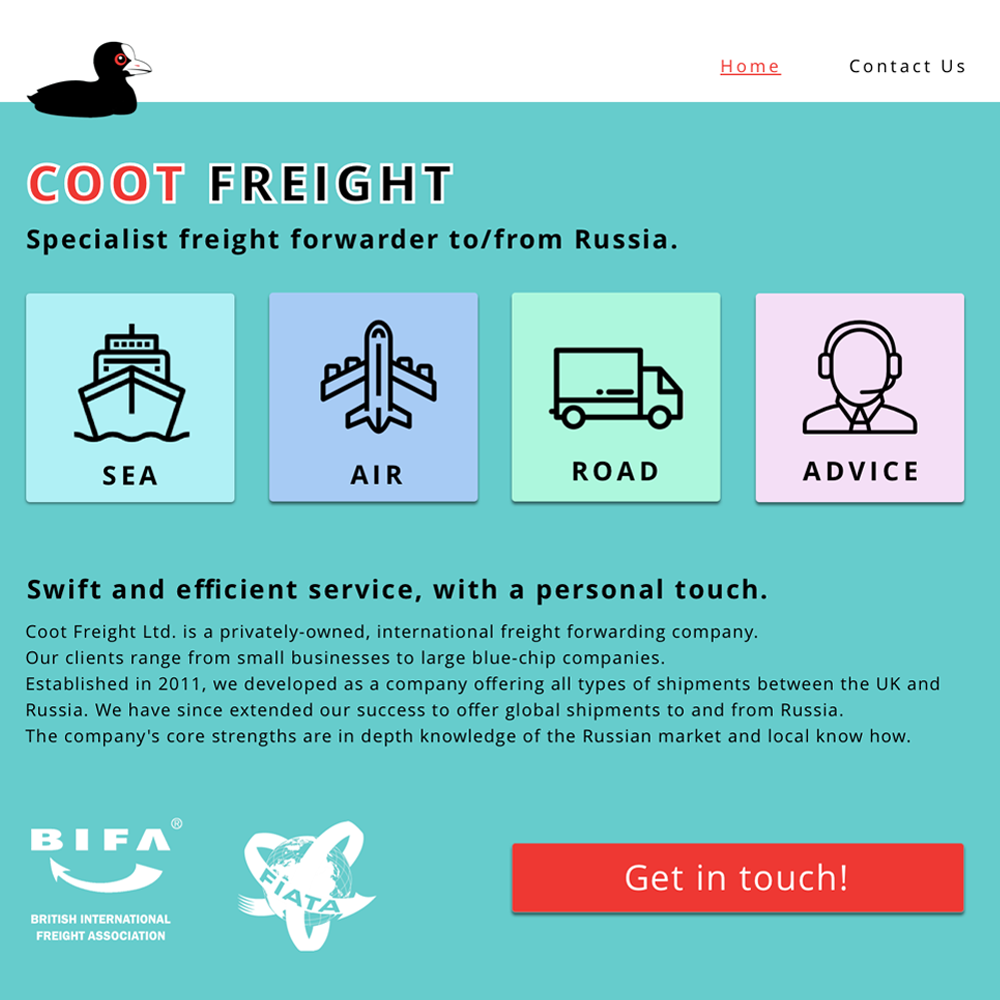 Home
Contact Us
COOT FREIGHT
Specialist freight forwarder to/from Russia.
SEA
AIR
ROAD
ADVICE
Swift and efficient service, with a personal touch.
Coot Freight Ltd. is a privately-owned, international freight forwarding company.
Our clients range from small businesses to large blue-chip companies.
Established in 2011, we developed as a company offering all types of shipments between the UK and
Russia. We have since extended our success to offer global shipments to and from Russia.
The company's core strengths are in depth knowledge of the Russian market and local know how.
BIFA®
BRITISH INTERNATIONAL
FREIGHT ASSOCIATION
FIATA
Get in touch!